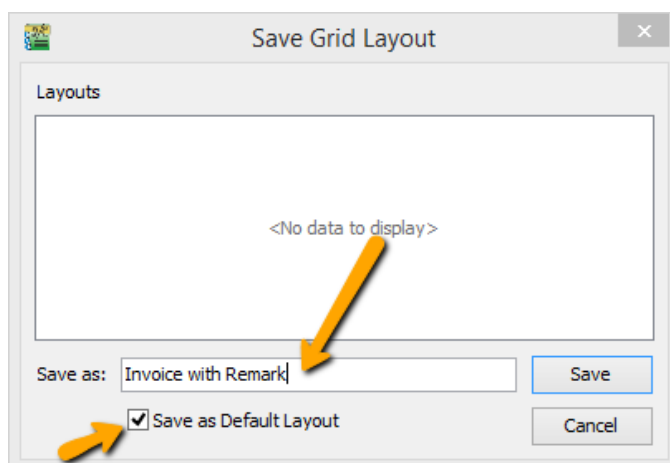 Save Grid Layout
Layouts
<No data to display>
Save as: Invoice with Remark Save
Save as Default Layout Cancel